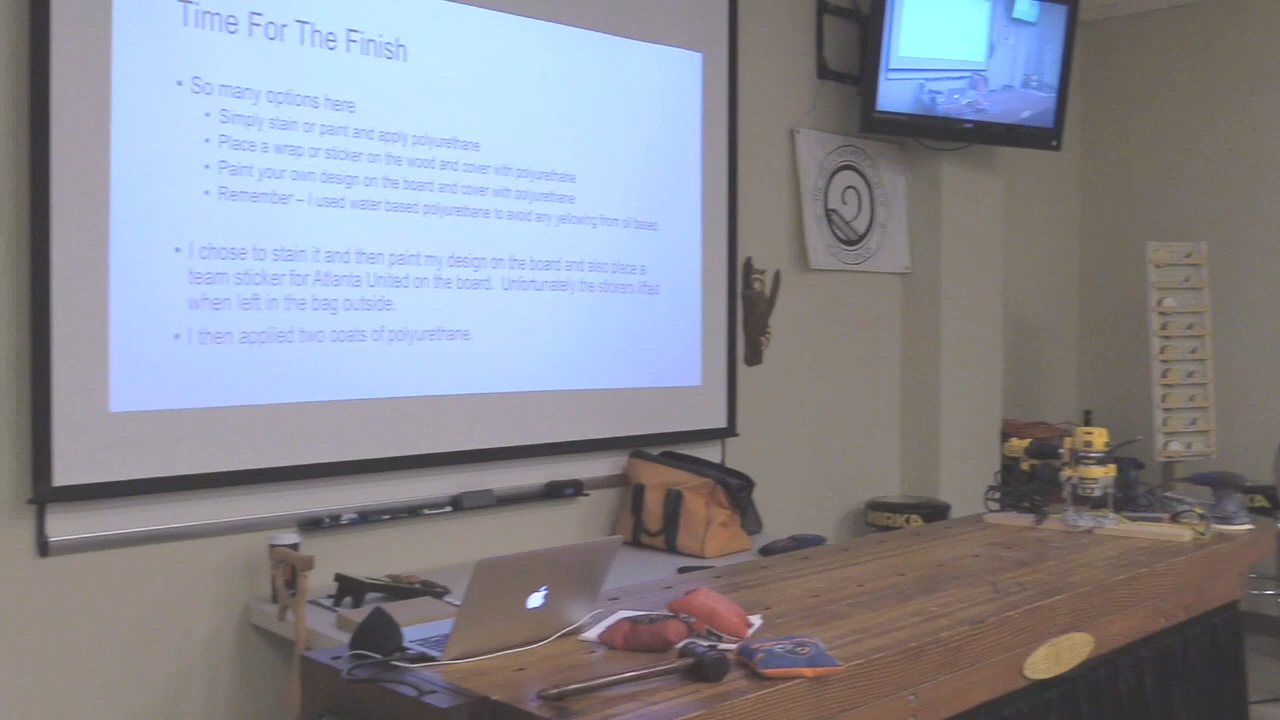 Time For The Finish
• So many options here
• Simply stain or paint and apply polyurethane
• Place a wrap or sticker on the wood and cover with polyurethane
• Paint your own design on the board and cover with polyurethane
• Remember – I used water based polyurethane to avoid any yellowing from oil based.
• I chose to stain it and then paint my design on the board and also place a
team sticker for Atlanta United on the board. Unfortunately the stickers lifted
when left in the bag outside.
• I then applied two coats of polyurethane.
MIRKA